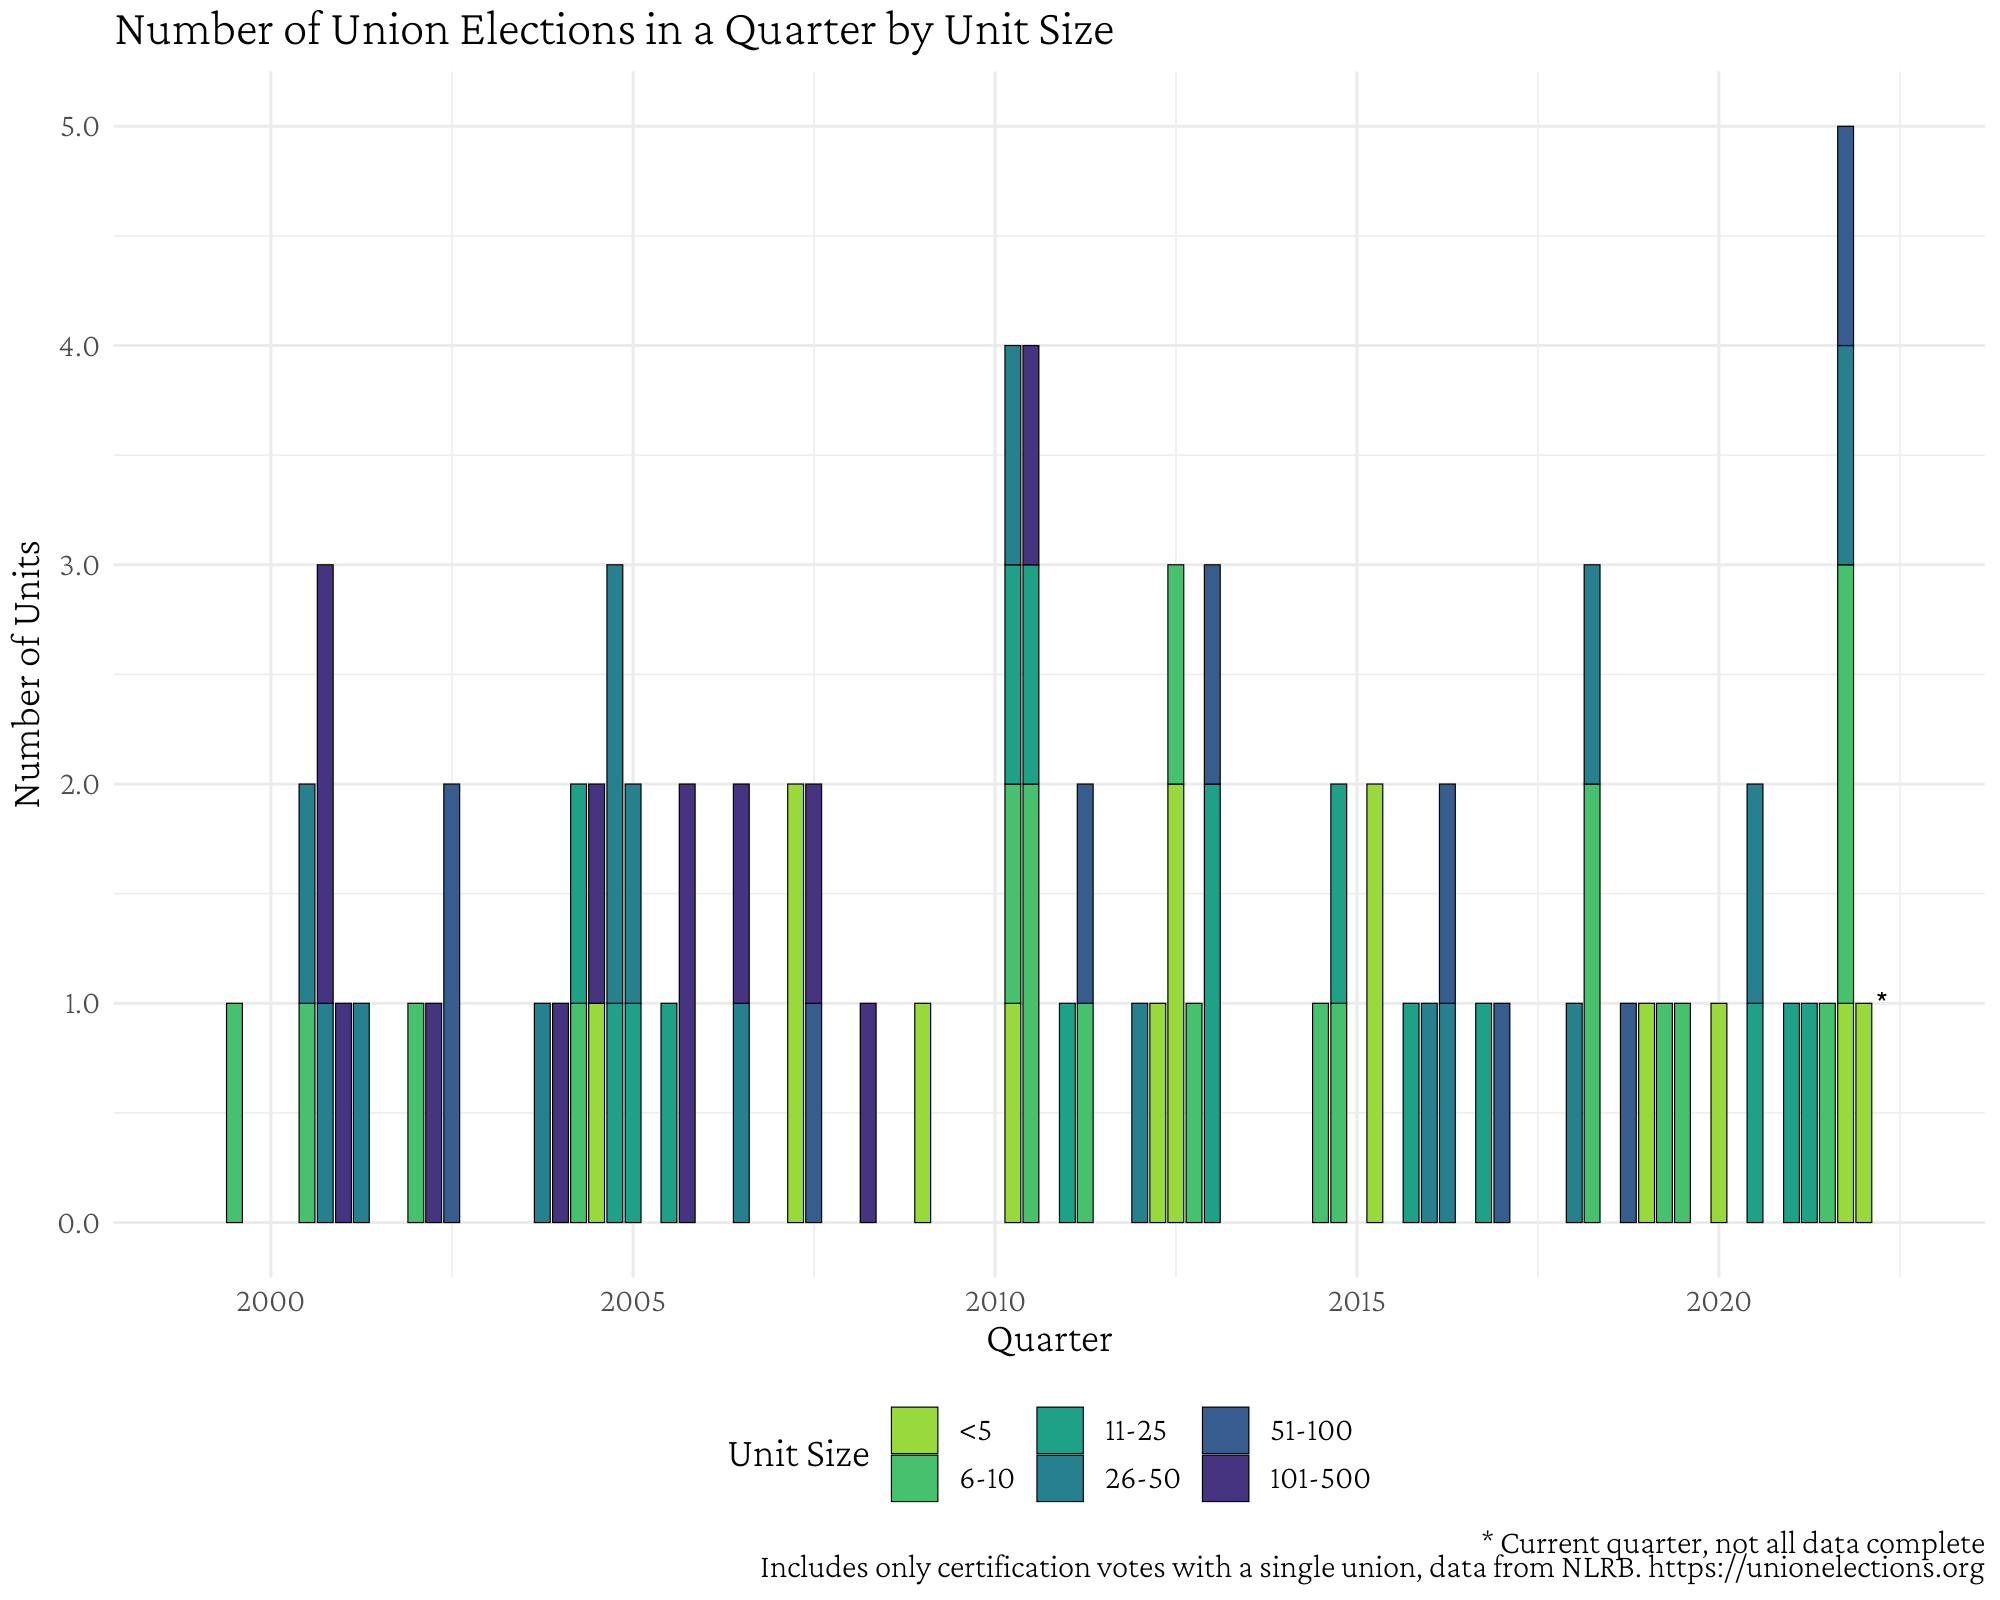 Number of Union Elections in a Quarter by Unit Size
Number of Units
5.0
4.0
3.0
2.0
1.0
0.0
*
2000 2005 2010 2015 2020
Quarter
Unit Size
<5 11-25 51-100
6-10 26-50 101-500
* Current quarter, not all data complete
Includes only certification votes with a single union, data from NLRB. https://unionelections.org